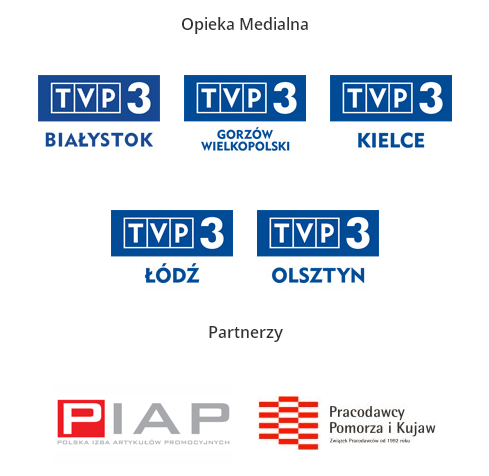 Opieka Medialna
TVP3 TVP3 TVP3
BIAŁYSTOK
GORZÓW
WIELKOPOLSKI
KIELCE
TVP3 TVP3
ŁÓDŹ OLSZTYN
Partnerzy
PIAP
POLSKA IZBA ARTYKUŁÓW PROMOCYJNYCH
Pracodawcy
Pomorza i Kujaw
Związek Pracodawców od 1992 roku